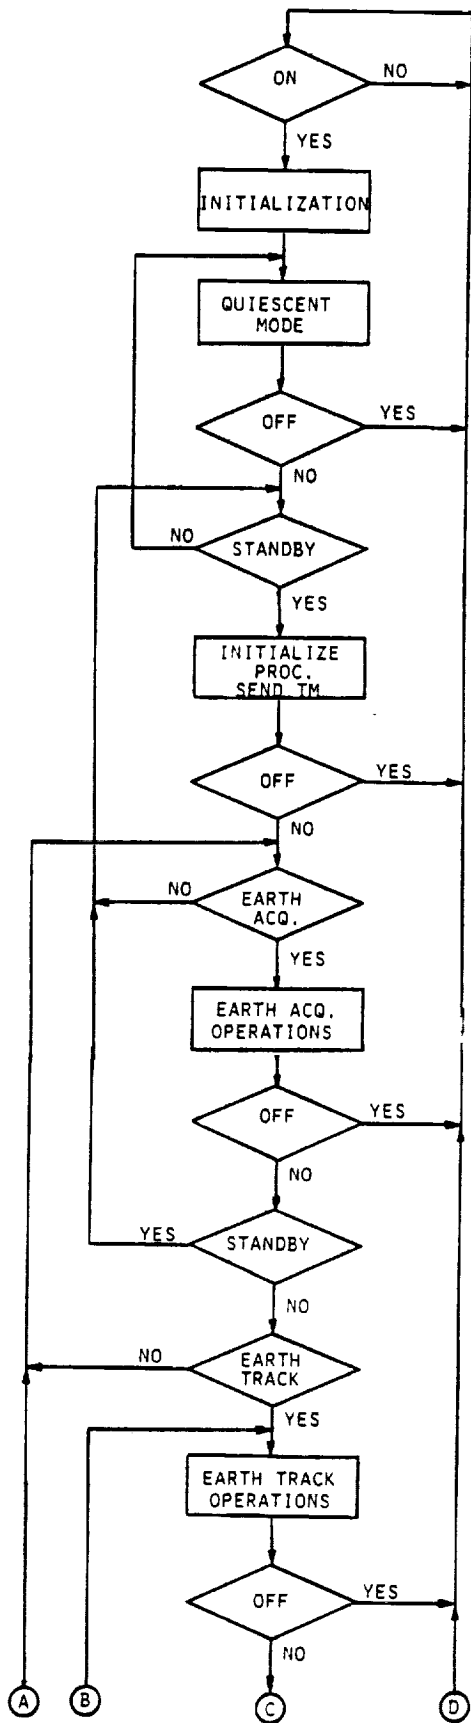 ON
NO
YES
INITIALIZATION
QUIESCENT
MODE
OFF
YES
NO
NO
STANDBY
YES
INITIALIZE
PROC.
SEND TM
OFF
YES
NO
NO
EARTH
ACQ.
YES
EARTH ACQ.
OPERATIONS
OFF
YES
NO
YES
STANDBY
NO
NO
EARTH
TRACK
YES
EARTH TRACK
OPERATIONS
OFF
YES
NO
A
B
C
D